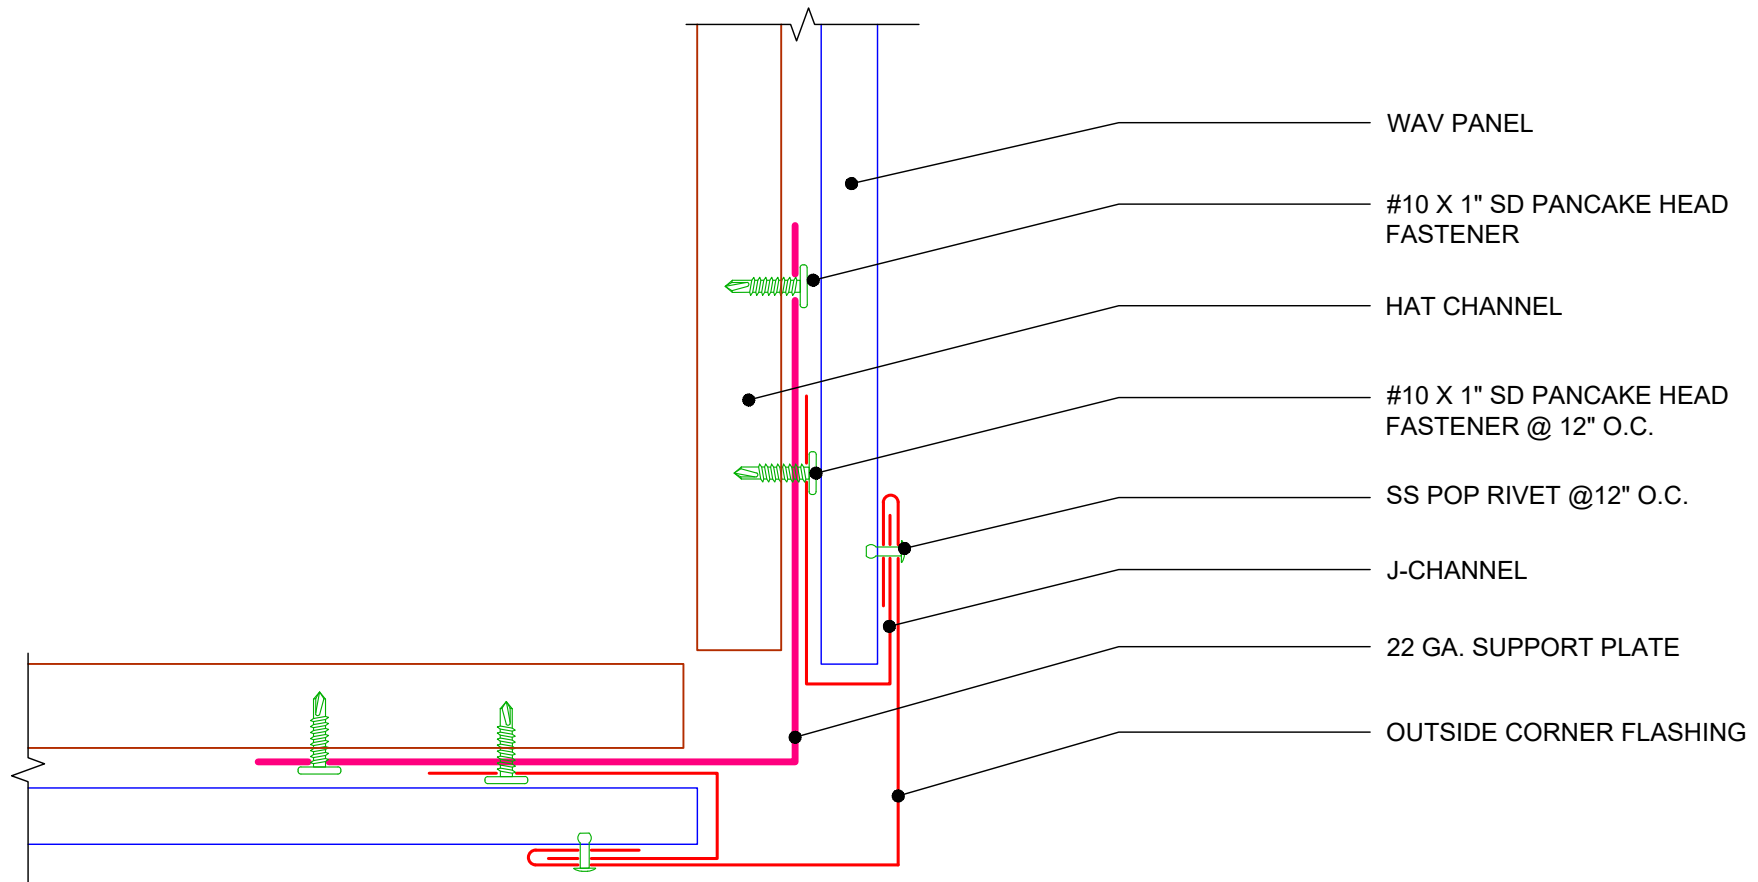 WAV PANEL
#10 X 1" SD PANCAKE HEAD
FASTENER
HAT CHANNEL
#10 X 1" SD PANCAKE HEAD
FASTENER @ 12" O.C.
SS POP RIVET @12" O.C.
J-CHANNEL
22 GA. SUPPORT PLATE
OUTSIDE CORNER FLASHING